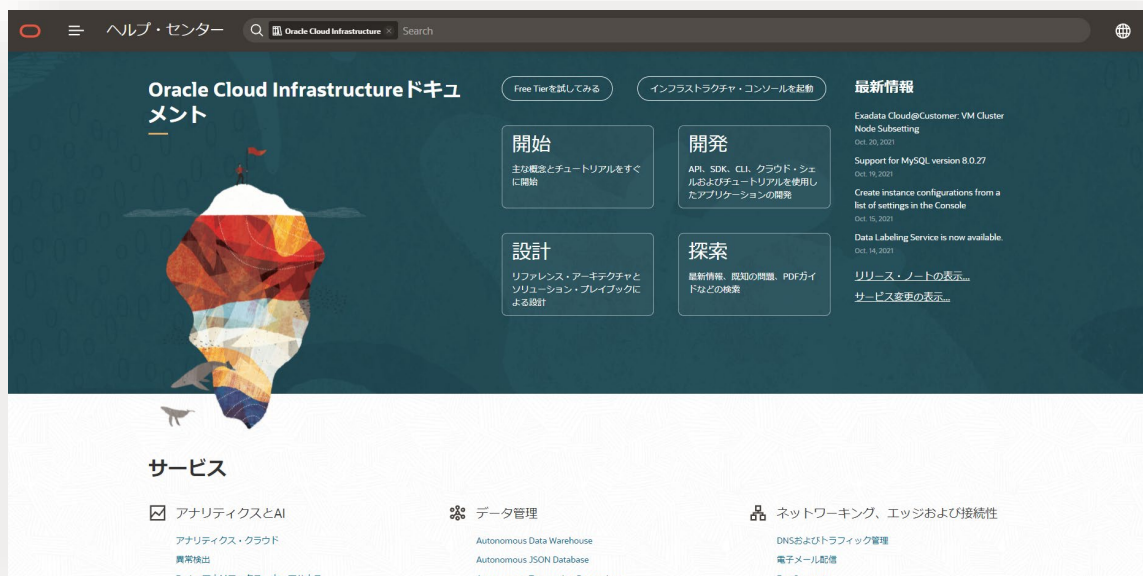 ヘルプ・センター
Oracle Cloud Infrastructure × Search
Oracle Cloud Infrastructureドキュ
メント
Free Tierを試してみる
インフラストラクチャ・コンソールを起動
開始
主な概念とチュートリアルをすぐ
に開始
開発
API、SDK、CLI、クラウド・シェ
ルおよびチュートリアルを使用し
たアプリケーションの開発
設計
リファレンス・アーキテクチャと
ソリューション・プレイブックに
よる設計
探索
最新情報、既知の問題、PDFガイ
ドなどの検索
最新情報
Exadata Cloud@Customer: VM Cluster
Node Subsetting
Oct. 20, 2021
Support for MySQL version 8.0.27
Oct. 19, 2021
Create instance configurations from a
list of settings in the Console
Oct. 15, 2021
Data Labeling Service is now available.
Oct. 14, 2021
リリース・ノートの表示...
サービス変更の表示...
サービス
アナリティクスとAI
アナリティクス・クラウド
異常検出
データ管理
Autonomous Data Warehouse
Autonomous JSON Database
ネットワーキング、エッジおよび接続性
DNSおよびトラフィック管理
電子メール配信